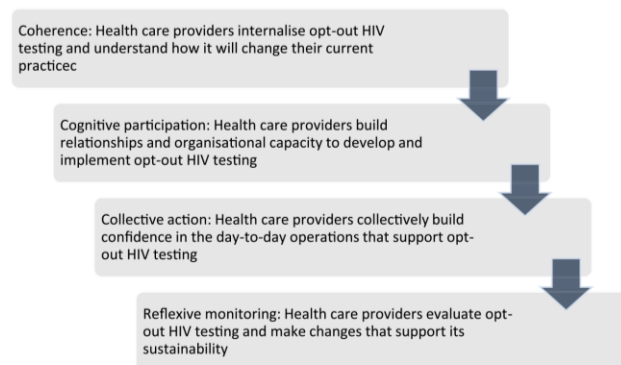 Coherence: Health care providers internalise opt-out HIV
testing and understand how it will change their current
practicec
Cognitive participation: Health care providers build
relationships and organisational capacity to develop and
implement opt-out HIV testing
Collective action: Health care providers collectively build
confidence in the day-to-day operations that support opt-
out HIV testing
Reflexive monitoring: Health care providers evaluate opt-
out HIV testing and make changes that support its
sustainability